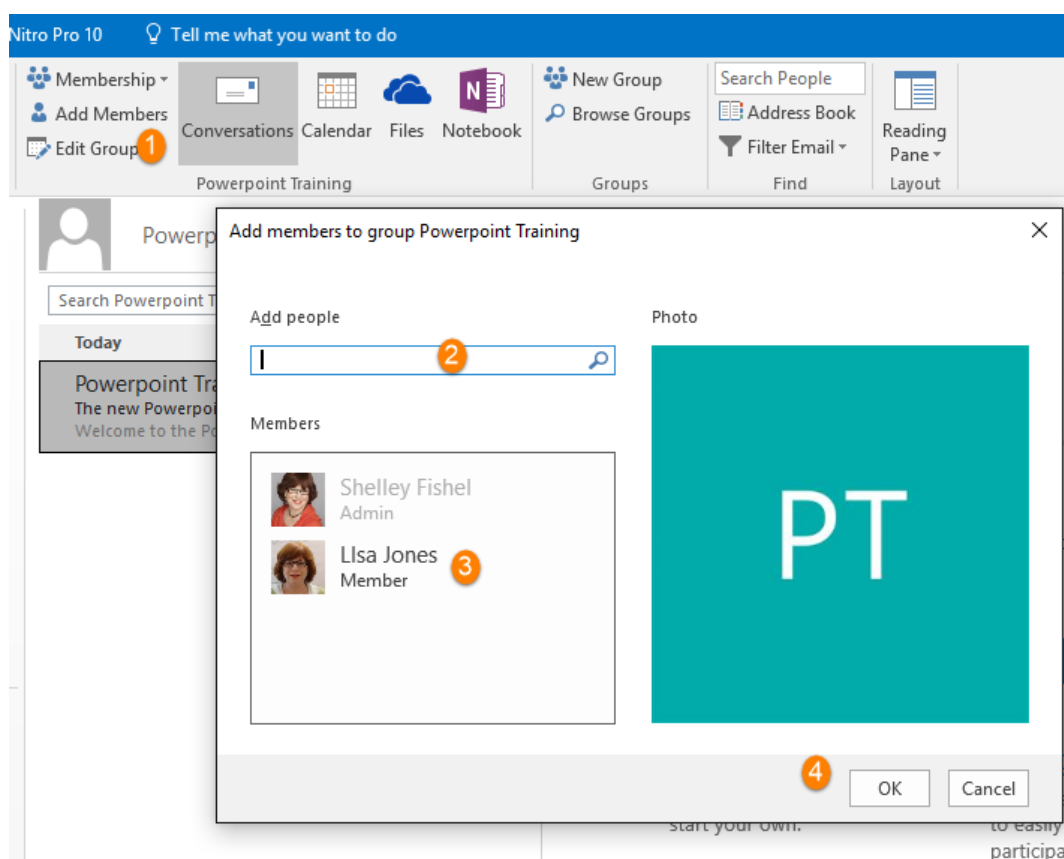 Nitro Pro 10
Tell me what you want to do
Membership
Add Members
Edit Group
1
Conversations
Calendar
Files
Notebook
Powerpoint Training
New Group
Browse Groups
Groups
Search People
Address Book
Filter Email
Find
Reading
Pane
Layout
Powerp
Search Powerpoint T
Today
Powerpoint Tra
The new Powerpoi
Welcome to the Po
Add members to group Powerpoint Training
Add people
2
Members
Shelley Fishel
Admin
LIsa Jones
Member
3
Photo
PT
4
OK
Cancel
start your own.
to easily
participa